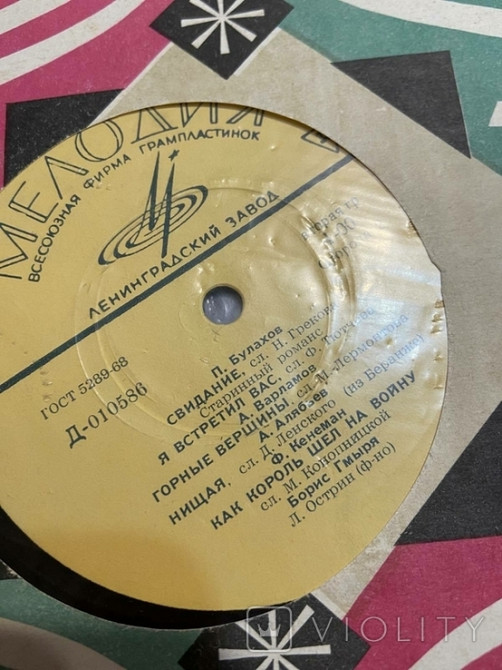 МЕЛОДИЯ
ВСЕСОЮЗНАЯ ФИРМА ГРАМПЛАСТИНОК
ЛЕНИНГРАДСКИЙ ЗАВОД
ГОСТ 5289-68
Д-010586
П. Булахов
СВИДАНИЕ, сл. Н. Грекова
Старинный романс
Я ВСТРЕТИЛ ВАС, сл. Ф. Тютчева
А. Варламов
ГОРНЫЕ ВЕРШИНЫ, сл. М. Лермонтова
А. Алябьев
НИЩАЯ, сл. Д. Ленского (из Беранже)
Ф. Кенеман
КАК КОРОЛЬ ШЕЛ НА ВОЙНУ
сл. М. Конопницкой
Борис Гмыря
Л. Острин (ф-но)
VIOLITY